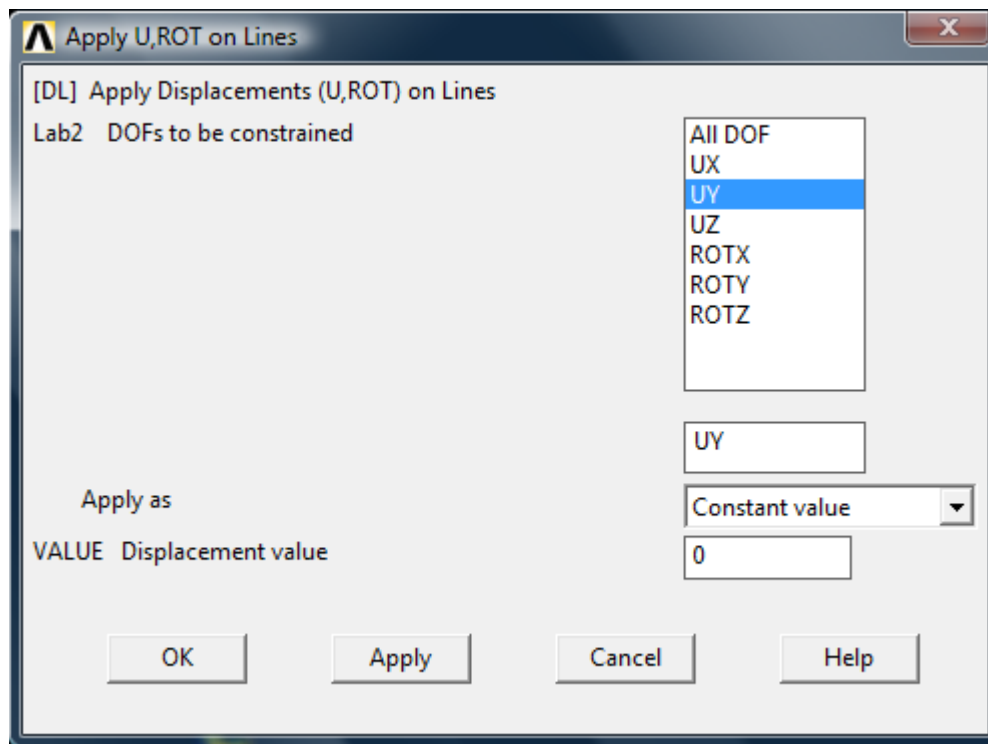 Apply U,ROT on Lines
[DL] Apply Displacements (U,ROT) on Lines
Lab2 DOFs to be constrained
All DOF
UX
UY
UZ
ROTX
ROTY
ROTZ
UY
Apply as Constant value
VALUE Displacement value 0
OK Apply Cancel Help